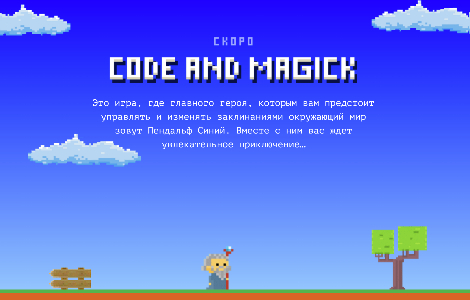 СКОРО
CODE AND MAGICK
Это игра, где главного героя, которым вам предстоит
управлять и изменять заклинаниями окружающий мир
зовут Пендальф Синий. Вместе с ним вас ждет
увлекательное приключение…